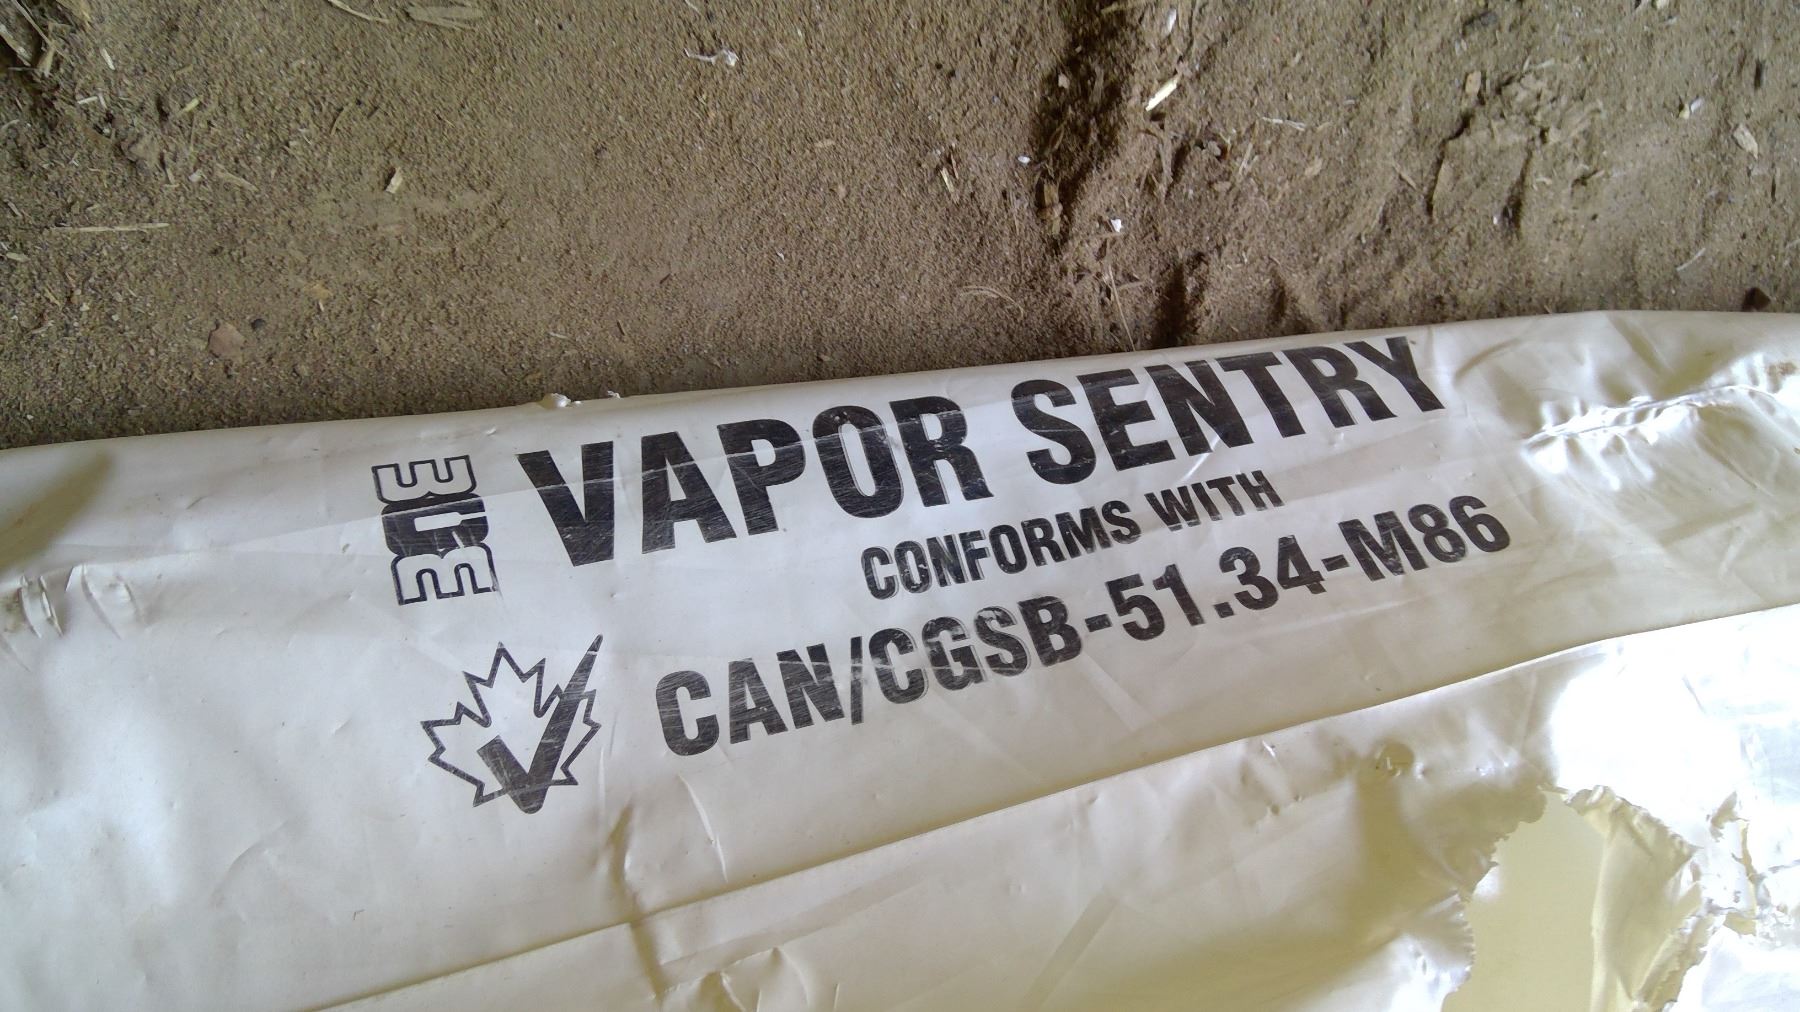 VAPOR SENTRY
CONFORMS WITH
CAN/CGSB-51.34-M86